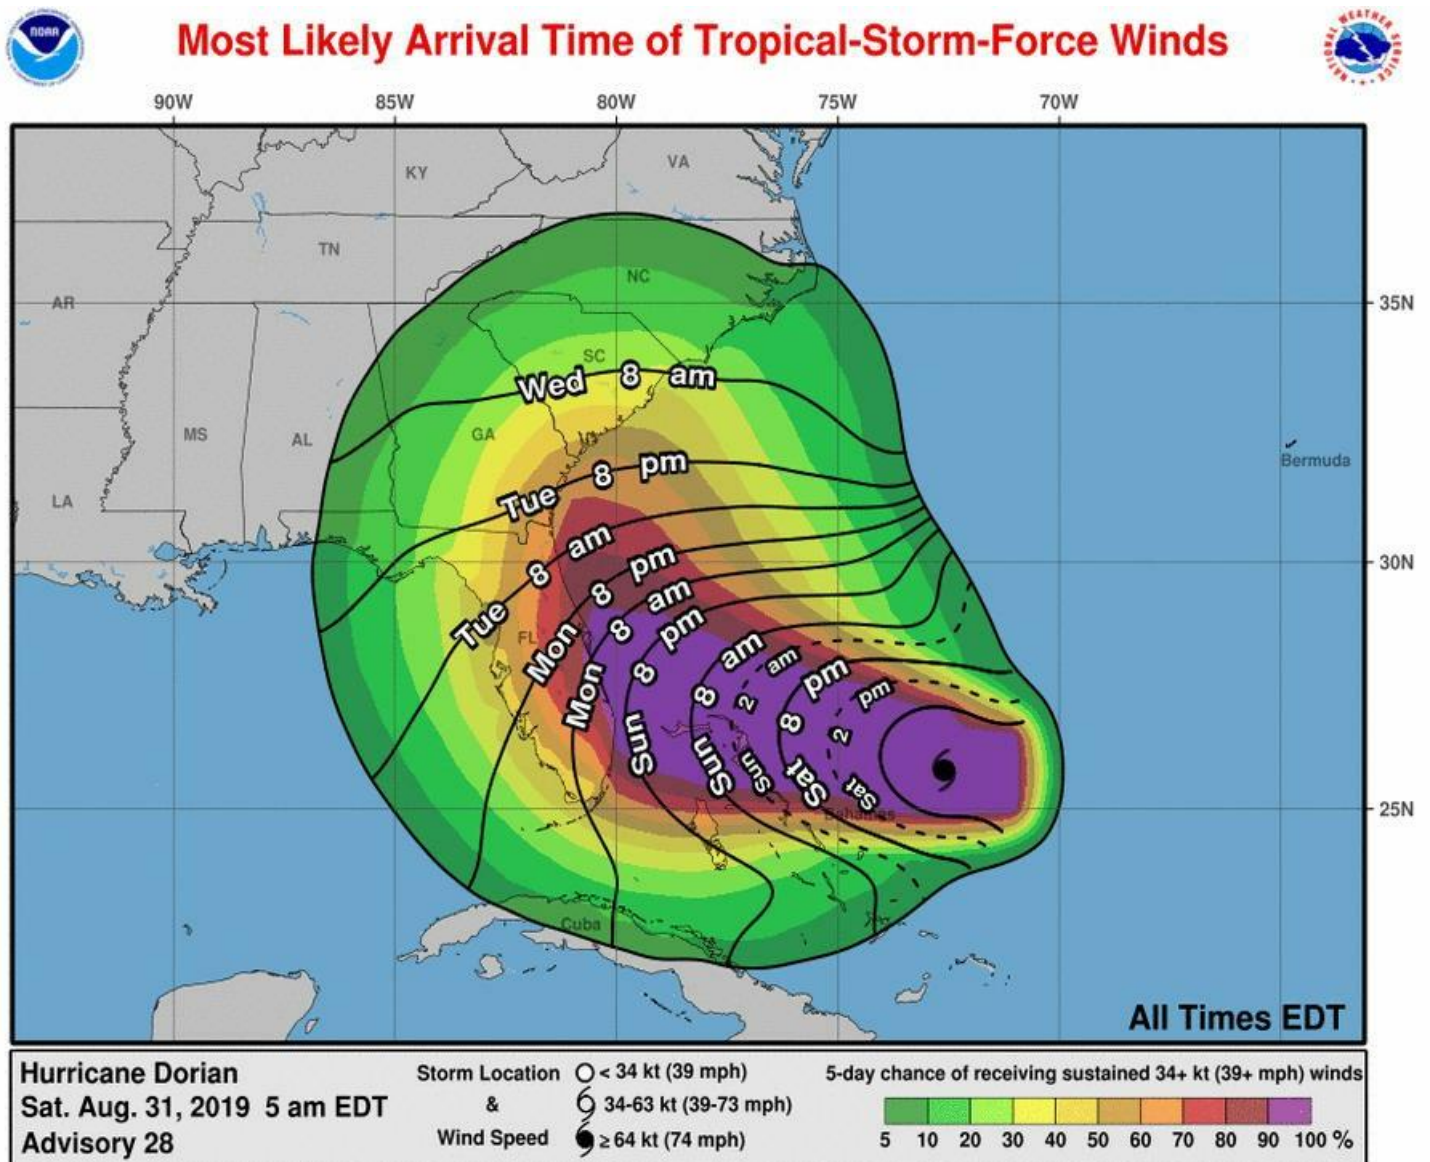 NOAA
Most Likely Arrival Time of Tropical-Storm-Force Winds
NATIONAL WEATHER SERVICE
90W 85W 80W 75W 70W
KY
VA
TN
NC
AR
35N
SC
Wed 8 am
MS
AL
GA
Bermuda
LA
Tue 8 pm
30N
Tue 8 am
Mon 8 pm
Mon 8 am
FL
Sun 8 pm
Sun 8 am
Sun 2 am
Sat 8 pm
Sat 2 pm
25N
Bahamas
Cuba
All Times EDT
Hurricane Dorian
Sat. Aug. 31, 2019 5 am EDT
Advisory 28
Storm Location
&
Wind Speed
< 34 kt (39 mph)
34-63 kt (39-73 mph)
≥ 64 kt (74 mph)
5-day chance of receiving sustained 34+ kt (39+ mph) winds
5 10 20 30 40 50 60 70 80 90 100 %